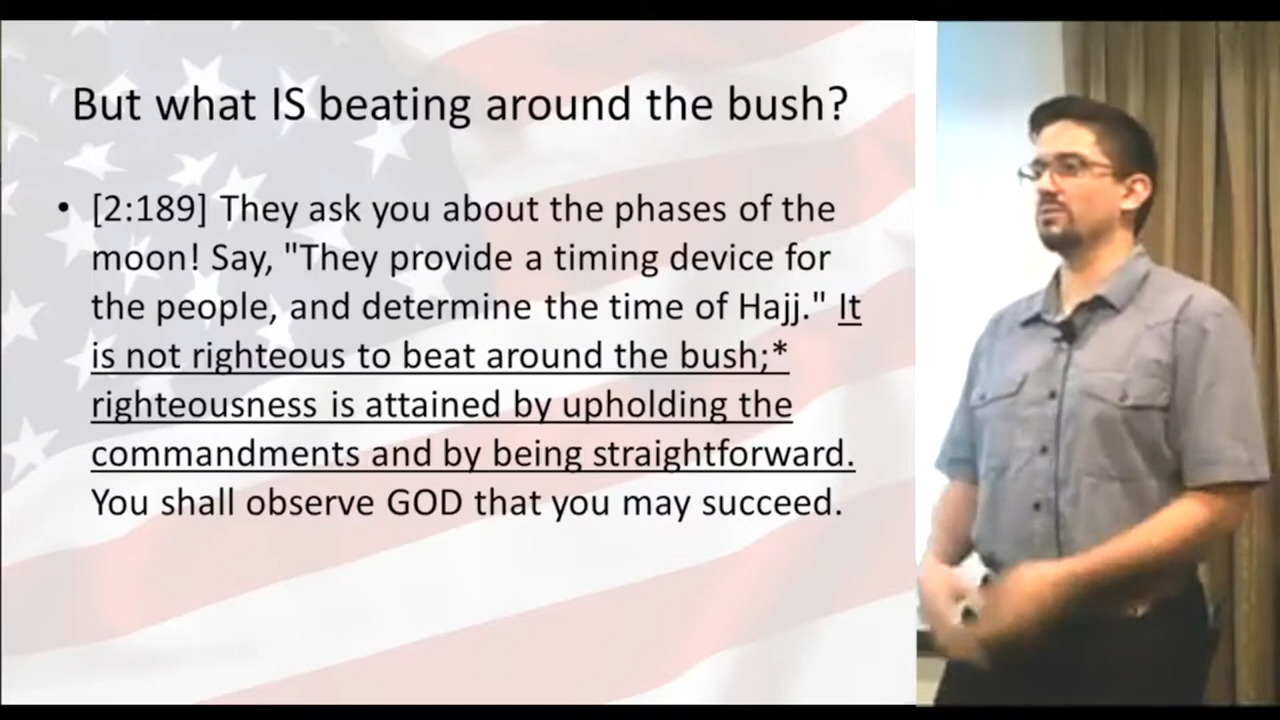 But what IS beating around the bush?
• [2:189] They ask you about the phases of the
moon! Say, "They provide a timing device for
the people, and determine the time of Hajj." It
is not righteous to beat around the bush;*
righteousness is attained by upholding the
commandments and by being straightforward.
You shall observe GOD that you may succeed.